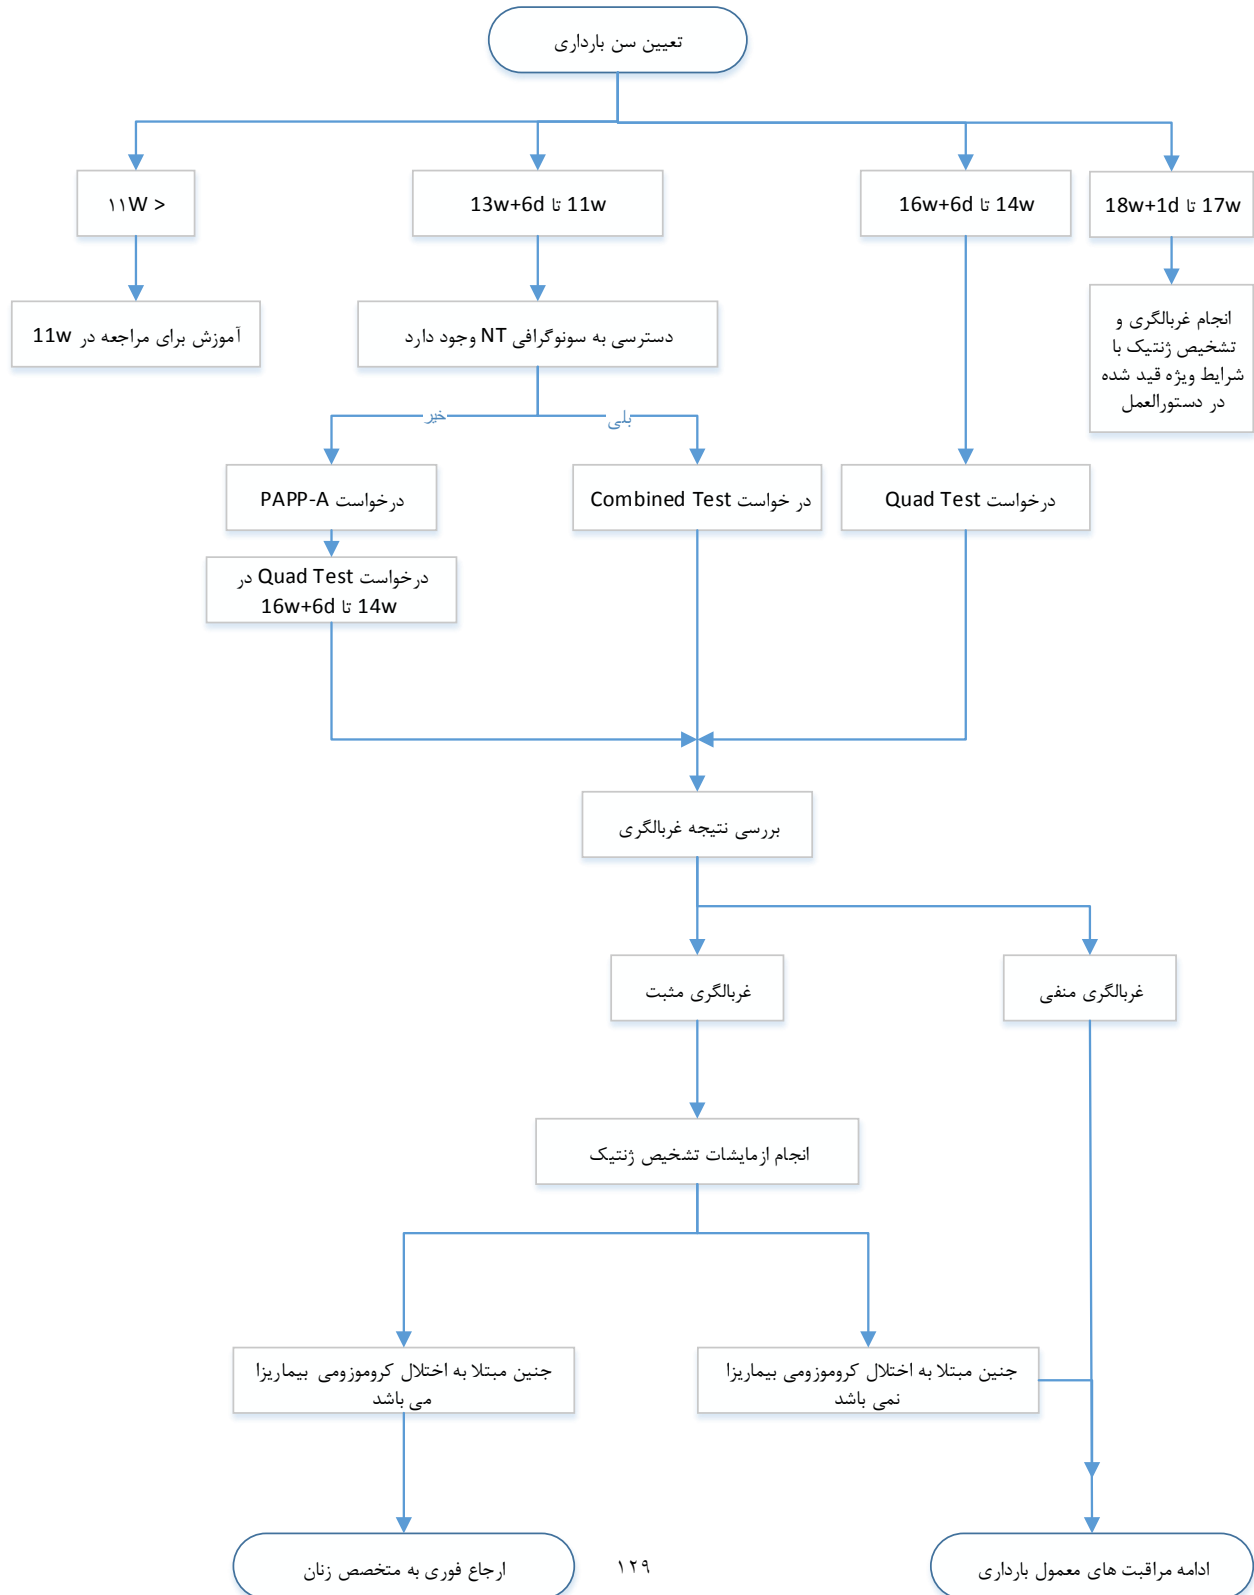 تعیین سن بارداری
۱۱W >
11w تا 13w+6d
14w تا 16w+6d
17w تا 18w+1d
آموزش برای مراجعه در 11w
دسترسی به سونوگرافی NT وجود دارد
انجام غربالگری و
تشخیص ژنتیک با
شرایط ویژه قید شده
در دستورالعمل
خیر
بلی
درخواست PAPP-A
در خواست Combined Test
درخواست Quad Test
درخواست Quad Test در
14w تا 16w+6d
بررسی نتیجه غربالگری
غربالگری مثبت
غربالگری منفی
انجام ازمایشات تشخیص ژنتیک
جنین مبتلا به اختلال کروموزومی بیماریزا
می باشد
جنین مبتلا به اختلال کروموزومی بیماریزا
نمی باشد
ارجاع فوری به متخصص زنان
۱۲۹
ادامه مراقبت های معمول بارداری